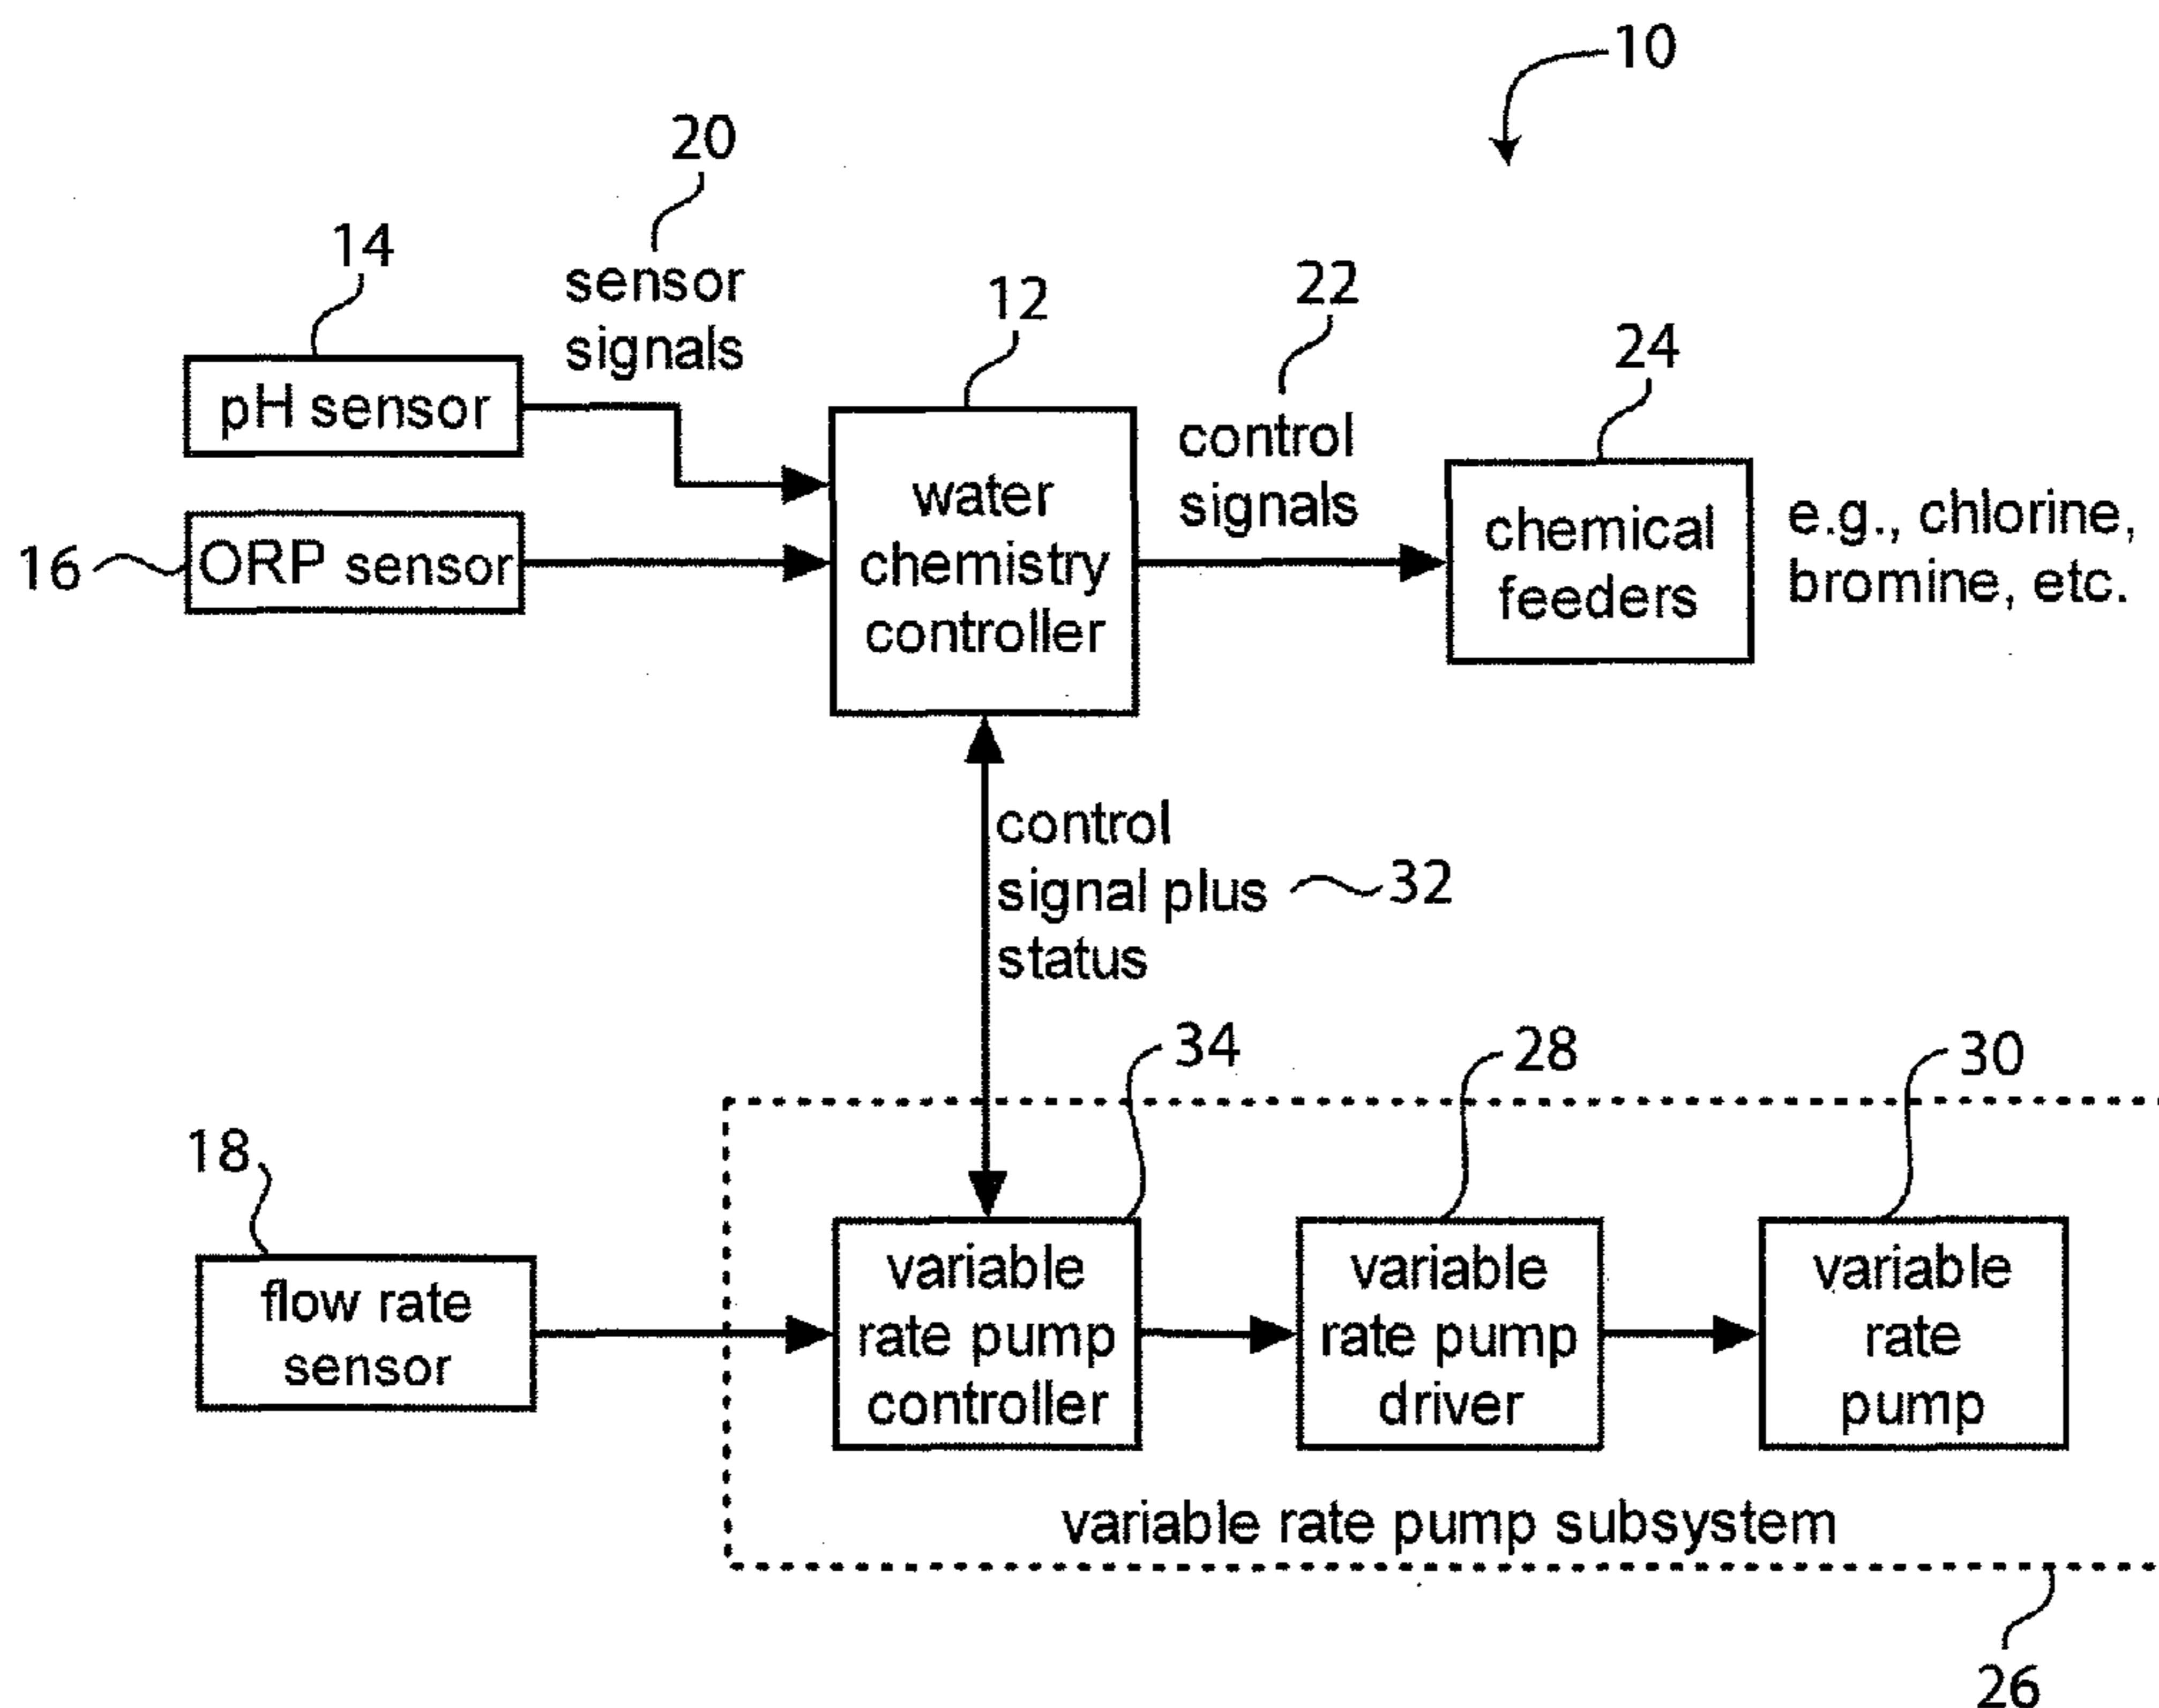 10
20
sensor
signals
14
pH sensor
16
ORP sensor
12
water
chemistry
controller
22
control
signals
24
chemical
feeders
e.g., chlorine,
bromine, etc.
control
signal plus
status
32
34
28
30
18
flow rate
sensor
variable
rate pump
controller
variable
rate pump
driver
variable
rate
pump
variable rate pump subsystem
26